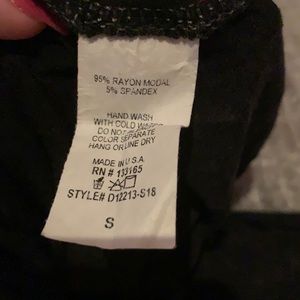 95% RAYON MODAL
5% SPANDEX
HAND WASH
WITH COLD WATER
DO NOT
COLOR SEPARATE
HANG OR LINE DRY
MADE IN U.S.A.
RN # 133165
STYLE# D12213-S18
S